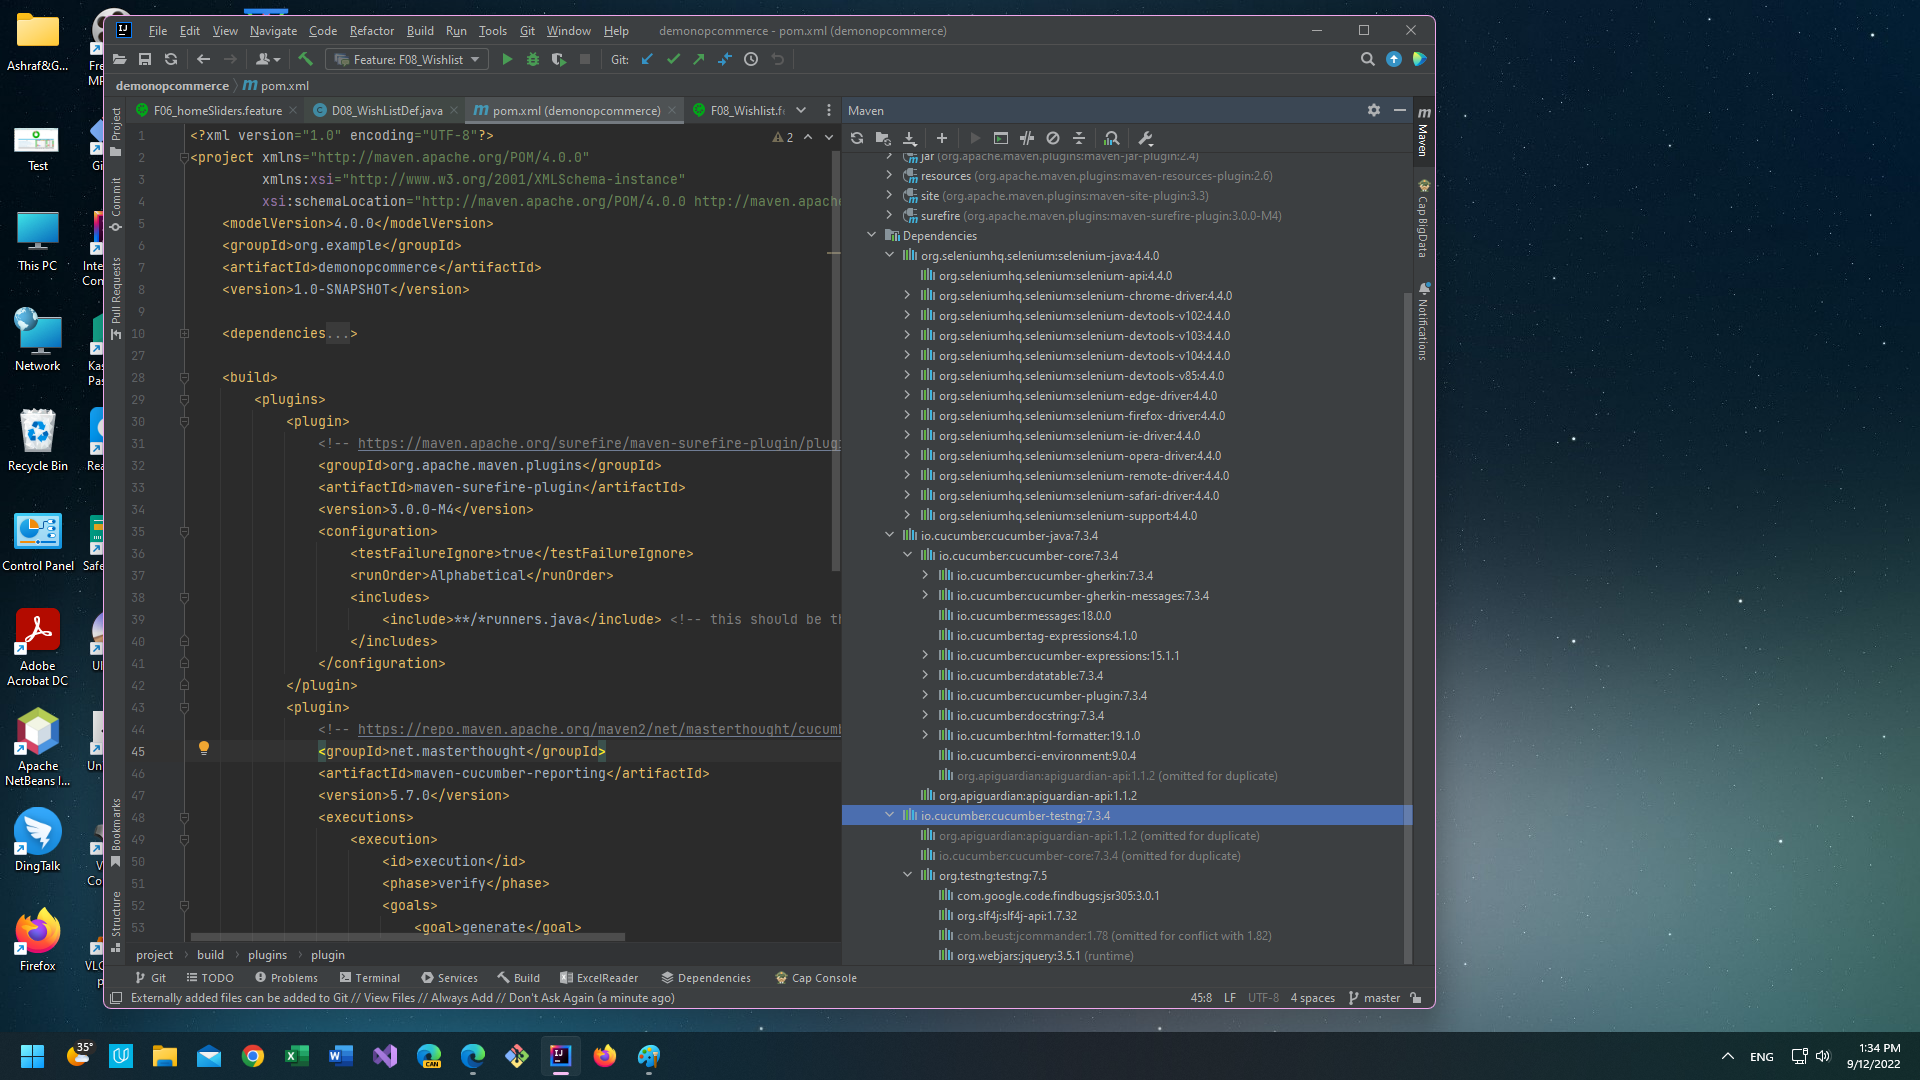 File Edit View Navigate Code Refactor Build Run Tools Git Window Help demonopcommerce - pom.xml (demonopcommerce)
Feature: F08_Wishlist Git:
demonopcommerce pom.xml
F06_homeSliders.feature D08_WishListDef.java pom.xml (demonopcommerce) F08_Wishlist.f
1 <?xml version="1.0" encoding="UTF-8"?>
2 <project xmlns="http://maven.apache.org/POM/4.0.0"
3 xmlns:xsi="http://www.w3.org/2001/XMLSchema-instance"
4 xsi:schemaLocation="http://maven.apache.org/POM/4.0.0 http://maven.apache
5 <modelVersion>4.0.0</modelVersion>
6 <groupId>org.example</groupId>
7 <artifactId>demonopcommerce</artifactId>
8 <version>1.0-SNAPSHOT</version>
9
10 <dependencies...>
27
28 <build>
29 <plugins>
30 <plugin>
31 <!-- https://maven.apache.org/surefire/maven-surefire-plugin/plugi
32 <groupId>org.apache.maven.plugins</groupId>
33 <artifactId>maven-surefire-plugin</artifactId>
34 <version>3.0.0-M4</version>
35 <configuration>
36 <testFailureIgnore>true</testFailureIgnore>
37 <runOrder>Alphabetical</runOrder>
38 <includes>
39 <include>**/*runners.java</include> <!-- this should be th
40 </includes>
41 </configuration>
42 </plugin>
43 <plugin>
44 <!-- https://repo.maven.apache.org/maven2/net/masterthought/cucumb
45 <groupId>net.masterthought</groupId>
46 <artifactId>maven-cucumber-reporting</artifactId>
47 <version>5.7.0</version>
48 <executions>
49 <execution>
50 <id>execution</id>
51 <phase>verify</phase>
52 <goals>
53 <goal>generate</goal>
2
project build plugins plugin
Maven
jar (org.apache.maven.plugins:maven-jar-plugin:2.4)
resources (org.apache.maven.plugins:maven-resources-plugin:2.6)
site (org.apache.maven.plugins:maven-site-plugin:3.3)
surefire (org.apache.maven.plugins:maven-surefire-plugin:3.0.0-M4)
Dependencies
org.seleniumhq.selenium:selenium-java:4.4.0
org.seleniumhq.selenium:selenium-api:4.4.0
org.seleniumhq.selenium:selenium-chrome-driver:4.4.0
org.seleniumhq.selenium:selenium-devtools-v102:4.4.0
org.seleniumhq.selenium:selenium-devtools-v103:4.4.0
org.seleniumhq.selenium:selenium-devtools-v104:4.4.0
org.seleniumhq.selenium:selenium-devtools-v85:4.4.0
org.seleniumhq.selenium:selenium-edge-driver:4.4.0
org.seleniumhq.selenium:selenium-firefox-driver:4.4.0
org.seleniumhq.selenium:selenium-ie-driver:4.4.0
org.seleniumhq.selenium:selenium-opera-driver:4.4.0
org.seleniumhq.selenium:selenium-remote-driver:4.4.0
org.seleniumhq.selenium:selenium-safari-driver:4.4.0
org.seleniumhq.selenium:selenium-support:4.4.0
io.cucumber:cucumber-java:7.3.4
io.cucumber:cucumber-core:7.3.4
io.cucumber:cucumber-gherkin:7.3.4
io.cucumber:cucumber-gherkin-messages:7.3.4
io.cucumber:messages:18.0.0
io.cucumber:tag-expressions:4.1.0
io.cucumber:cucumber-expressions:15.1.1
io.cucumber:datatable:7.3.4
io.cucumber:cucumber-plugin:7.3.4
io.cucumber:docstring:7.3.4
io.cucumber:html-formatter:19.1.0
io.cucumber:ci-environment:9.0.4
org.apiguardian:apiguardian-api:1.1.2 (omitted for duplicate)
org.apiguardian:apiguardian-api:1.1.2
io.cucumber:cucumber-testng:7.3.4
org.apiguardian:apiguardian-api:1.1.2 (omitted for duplicate)
io.cucumber:cucumber-core:7.3.4 (omitted for duplicate)
org.testng:testng:7.5
com.google.code.findbugs:jsr305:3.0.1
org.slf4j:slf4j-api:1.7.32
com.beust:jcommander:1.78 (omitted for conflict with 1.82)
org.webjars:jquery:3.5.1 (runtime)
Project
Commit
Pull Requests
Bookmarks
Structure
Maven
Cap BigData
Notifications
Git TODO Problems Terminal Services Build ExcelReader Dependencies Cap Console
Externally added files can be added to Git // View Files // Always Add // Don't Ask Again (a minute ago) 45:8 LF UTF-8 4 spaces master
Ashraf&G...
Test
This PC
Network
Recycle Bin
Control Panel
Adobe
Acrobat DC
Apache
NetBeans I...
DingTalk
Firefox
Fre
MP
Gi
Inte
Con
Kas
Pas
Rea
Safe
Ul
Un
V
Co
VLC
p
35°
CAN
ENG
1:34 PM
9/12/2022